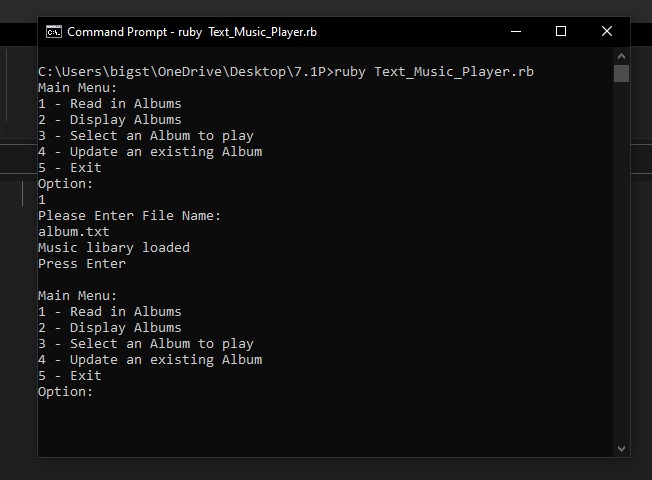 Command Prompt - ruby  Text_Music_Player.rb
C:\Users\bigst\OneDrive\Desktop\7.1P>ruby Text_Music_Player.rb
Main Menu:
1 - Read in Albums
2 - Display Albums
3 - Select an Album to play
4 - Update an existing Album
5 - Exit
Option:
1
Please Enter File Name:
album.txt
Music libary loaded
Press Enter
Main Menu:
1 - Read in Albums
2 - Display Albums
3 - Select an Album to play
4 - Update an existing Album
5 - Exit
Option: